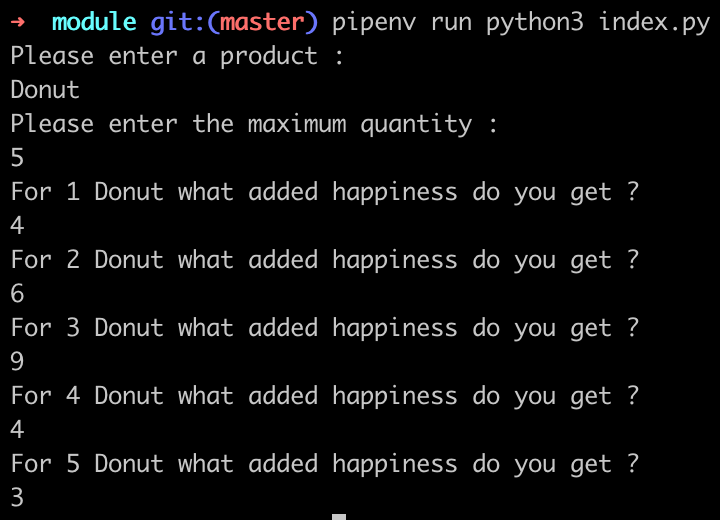 ➜  module git:(master) pipenv run python3 index.py
Please enter a product :
Donut
Please enter the maximum quantity :
5
For 1 Donut what added happiness do you get ?
4
For 2 Donut what added happiness do you get ?
6
For 3 Donut what added happiness do you get ?
9
For 4 Donut what added happiness do you get ?
4
For 5 Donut what added happiness do you get ?
3